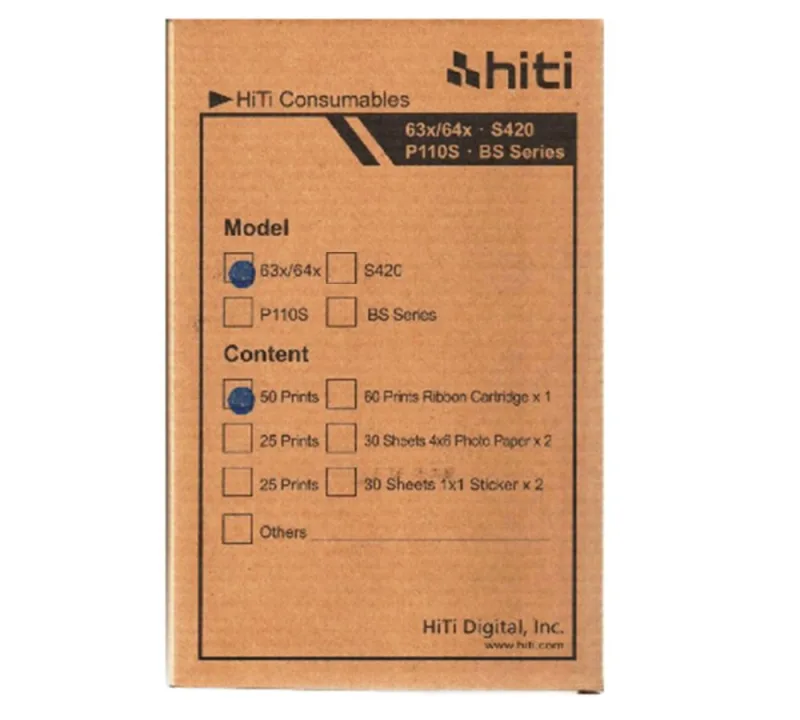 hiti
HiTi Consumables
63x/64x · S420
P110S · BS Series
Model
63x/64x S420
P110S BS Series
Content
50 Prints 60 Prints Ribbon Cartridge x 1
25 Prints 30 Sheets 4x6 Photo Paper x 2
25 Prints 30 Sheets 1x1 Sticker x 2
Others
HiTi Digital, Inc.
www.hiti.com